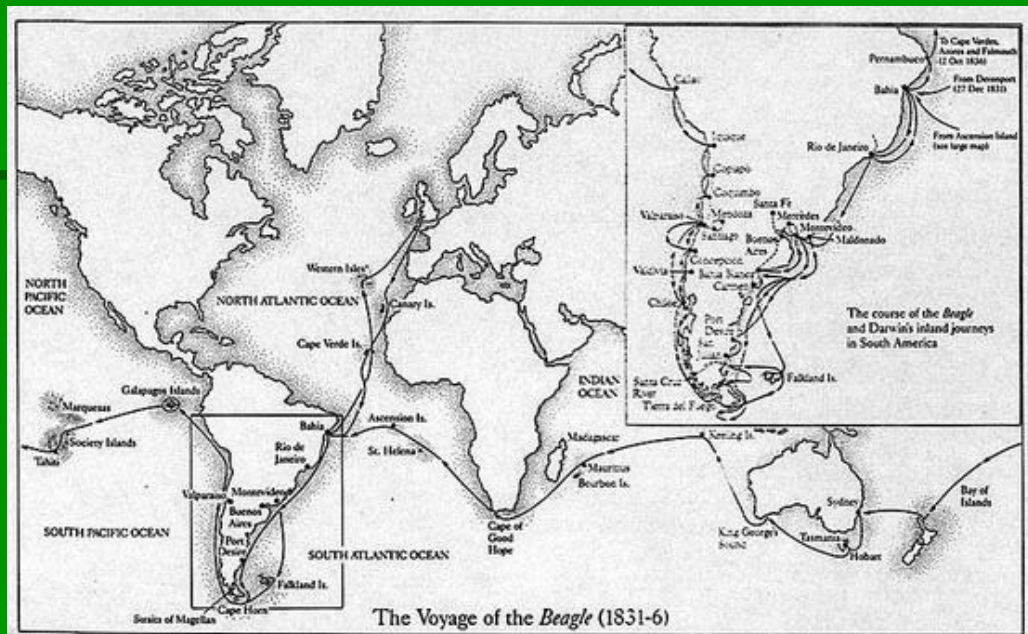 To Cape Verdes,
Azores and Falmouth
(2 Oct 1836)
Pernambuco
From Devonport
(27 Dec 1831)
Bahia
From Ascension Island
(see large map)
Rio de Janeiro
Callao
Iquique
Copiapo
Coquimbo
Santa Fé
Valparaiso
Mendoza
Mercedes
Montevideo
Santiago
Buenos
Aires
Maldonado
Concepcion
Valdivia
Carmen
Chiloe
Port
Desire
San
Julian
The course of the Beagle
and Darwin's inland journeys
in South America
Santa Cruz
River
Falkland Is.
Tierra del Fuego
NORTH
PACIFIC
OCEAN
Western Isles
NORTH ATLANTIC OCEAN
Canary Is.
Cape Verde Is.
INDIAN
OCEAN
Galapagos Islands
Marquesas
Society Islands
Tahiti
Ascension Is.
Bahia
St. Helena
Rio de
Janeiro
Madagascar
Keeling Is.
Mauritius
Bourbon Is.
Valparaiso
Montevideo
Buenos
Aires
Sydney
Bay of
Islands
SOUTH PACIFIC OCEAN
Port
Desire
Cape of
Good
Hope
King George's
Sound
Tasmania
Hobart
SOUTH ATLANTIC OCEAN
Falkland Is.
Cape Horn
Straits of Magellan
The Voyage of the Beagle (1831-6)